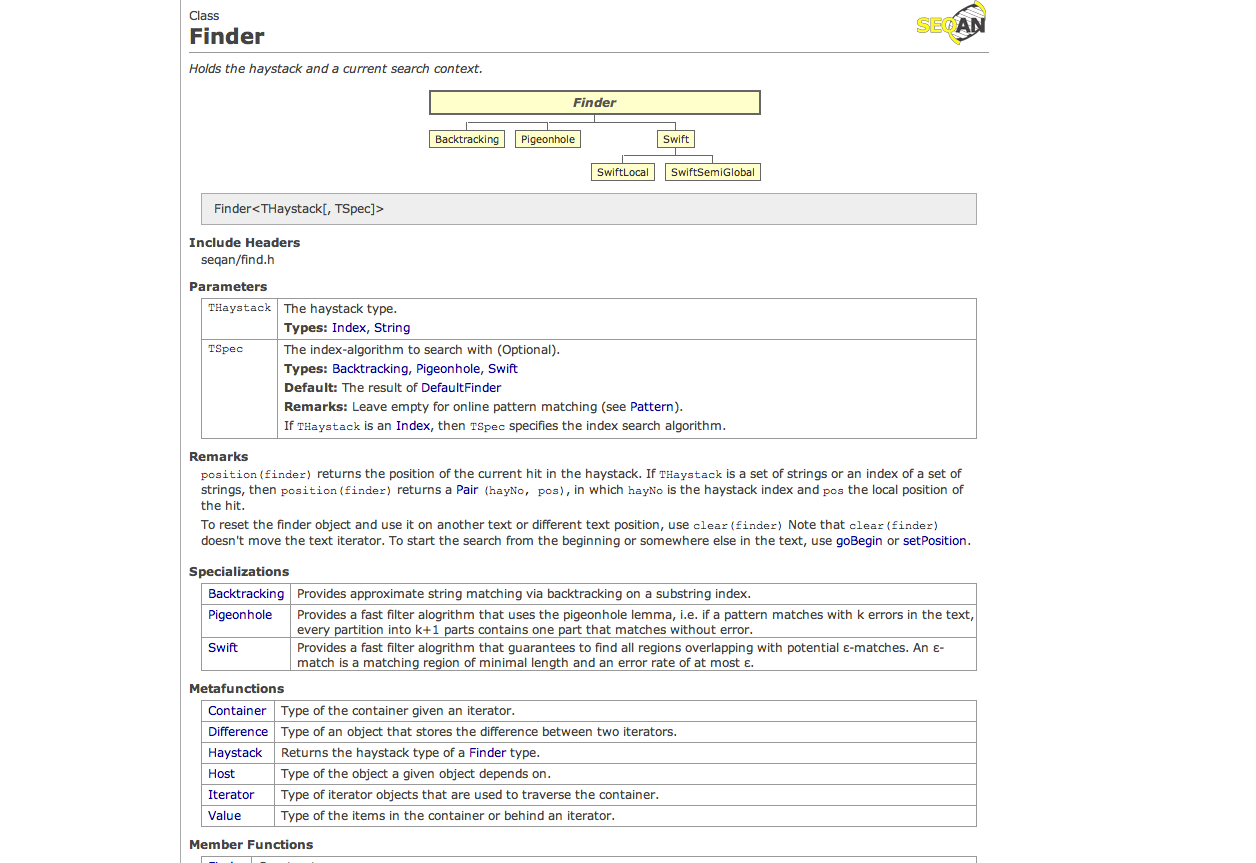 Class
SEQAN
Finder
Holds the haystack and a current search context.
Finder
Backtracking Pigeonhole Swift
SwiftLocal SwiftSemiGlobal
Finder<THaystack[, TSpec]>
Include Headers
seqan/find.h
Parameters
THaystack The haystack type.
Types: Index, String
TSpec The index-algorithm to search with (Optional).
Types: Backtracking, Pigeonhole, Swift
Default: The result of DefaultFinder
Remarks: Leave empty for online pattern matching (see Pattern).
If THaystack is an Index, then TSpec specifies the index search algorithm.
Remarks
position(finder) returns the position of the current hit in the haystack. If THaystack is a set of strings or an index of a set of
strings, then position(finder) returns a Pair (hayNo, pos), in which hayNo is the haystack index and pos the local position of
the hit.
To reset the finder object and use it on another text or different text position, use clear(finder) Note that clear(finder)
doesn't move the text iterator. To start the search from the beginning or somewhere else in the text, use goBegin or setPosition.
Specializations
Backtracking Provides approximate string matching via backtracking on a substring index.
Pigeonhole Provides a fast filter alogrithm that uses the pigeonhole lemma, i.e. if a pattern matches with k errors in the text,
every partition into k+1 parts contains one part that matches without error.
Swift Provides a fast filter alogrithm that guarantees to find all regions overlapping with potential ε-matches. An ε-
match is a matching region of minimal length and an error rate of at most ε.
Metafunctions
Container Type of the container given an iterator.
Difference Type of an object that stores the difference between two iterators.
Haystack Returns the haystack type of a Finder type.
Host Type of the object a given object depends on.
Iterator Type of iterator objects that are used to traverse the container.
Value Type of the items in the container or behind an iterator.
Member Functions